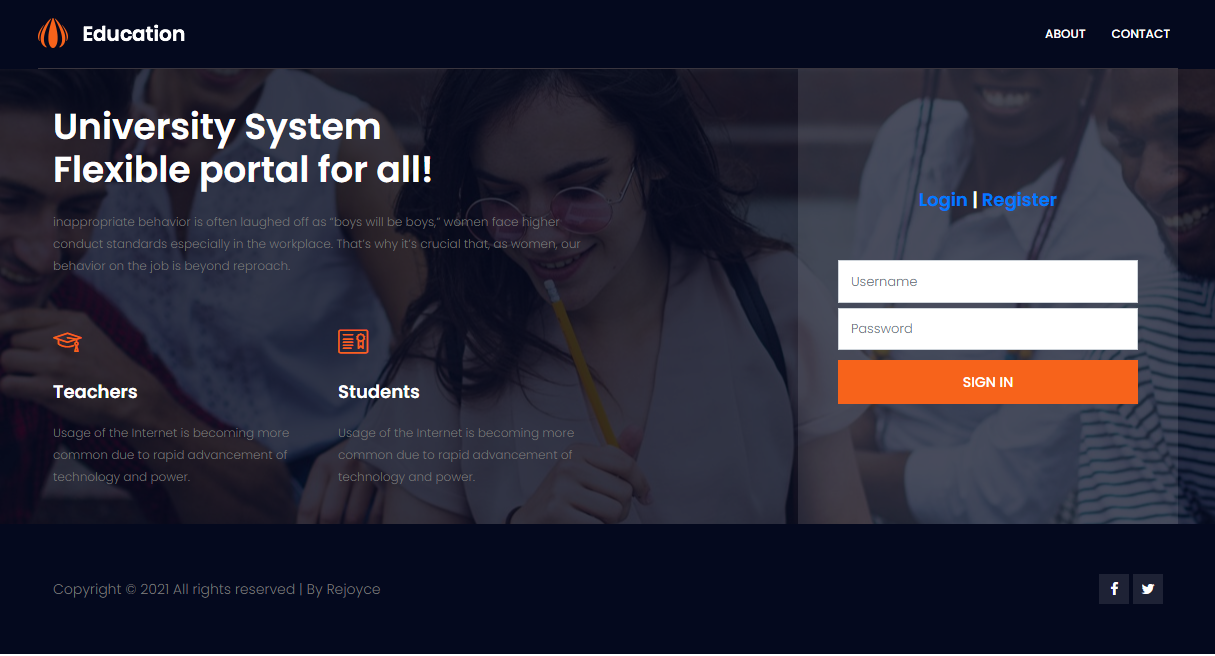 Education
ABOUT
CONTACT
University System
Flexible portal for all!
inappropriate behavior is often laughed off as “boys will be boys,” women face higher
conduct standards especially in the workplace. That’s why it’s crucial that, as women, our
behavior on the job is beyond reproach.
Teachers
Usage of the Internet is becoming more
common due to rapid advancement of
technology and power.
Students
Usage of the Internet is becoming more
common due to rapid advancement of
technology and power.
Login | Register
Username
Password
SIGN IN
Copyright © 2021 All rights reserved | By Rejoyce